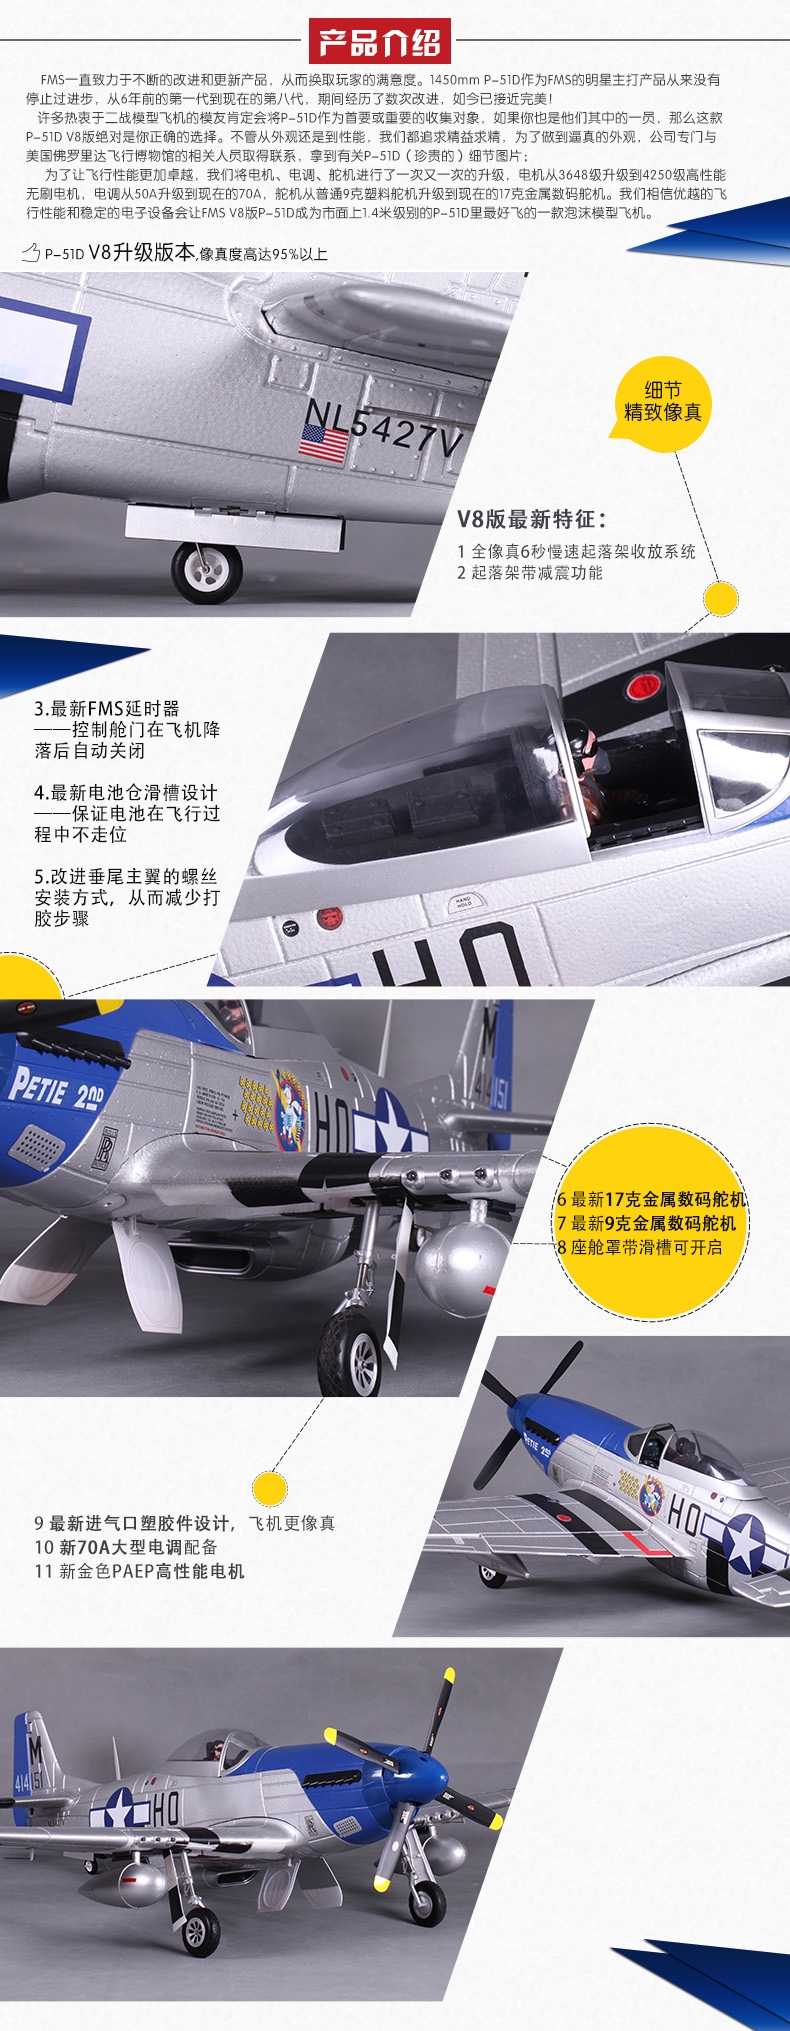 产品介绍
FMS一直致力于不断的改进和更新产品，从而换取玩家的满意度。1450mm P-51D作为FMS的明星主打产品从来没有
停止过进步，从6年前的第一代到现在的第八代，期间经历了数次改进，如今已接近完美！
许多热衷于二战模型飞机的模友肯定会将P-51D作为首要或重要的收集对象，如果你也是他们其中的一员，那么这款
P-51D V8版绝对是你正确的选择。不管从外观还是到性能，我们都追求精益求精，为了做到逼真的外观，公司专门与
美国佛罗里达飞行博物馆的相关人员取得联系，拿到有关P-51D（珍贵的）细节图片；
为了让飞行性能更加卓越，我们将电机、电调、舵机进行了一次又一次的升级，电机从3648级升级到4250级高性能
无刷电机，电调从50A升级到现在的70A，舵机从普通9克塑料舵机升级到现在的17克金属数码舵机。我们相信优越的飞
行性能和稳定的电子设备会让FMS V8版P-51D成为市面上1.4米级别的P-51D里最好飞的一款泡沫模型飞机。
P-51D V8升级版本,像真度高达95%以上
NL5427V
细节
精致像真
V8版最新特征：
1 全像真6秒慢速起落架收放系统
2 起落架带减震功能
3.最新FMS延时器
——控制舱门在飞机降
落后自动关闭
4.最新电池仓滑槽设计
——保证电池在飞行过
程中不走位
5.改进垂尾主翼的螺丝
安装方式，从而减少打
胶步骤
HAND
HOLD
HO
M
414151
PETIE 2ND
HO
6 最新17克金属数码舵机
7 最新9克金属数码舵机
8 座舱罩带滑槽可开启
PETIE 2ND
HO
9 最新进气口塑胶件设计，飞机更像真
10 新70A大型电调配备
11 新金色PAEP高性能电机
M
414151
HO